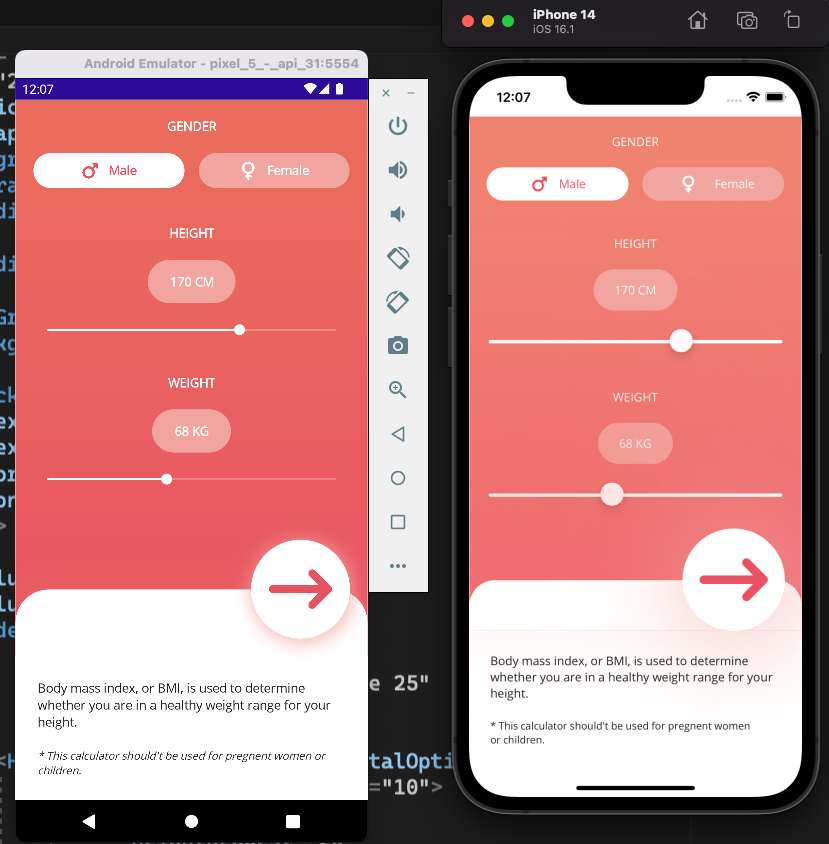 iPhone 14
iOS 16.1
Android Emulator - pixel_5_-_api_31:5554
12:07
GENDER
Male
Female
HEIGHT
170 CM
WEIGHT
68 KG
Body mass index, or BMI, is used to determine
whether you are in a healthy weight range for your
height.
* This calculator should't be used for pregnent women or
children.
12:07
GENDER
Male
Female
HEIGHT
170 CM
WEIGHT
68 KG
Body mass index, or BMI, is used to determine
whether you are in a healthy weight range for your
height.
* This calculator should't be used for pregnent women
or children.
e 25"
talOpti
="10">